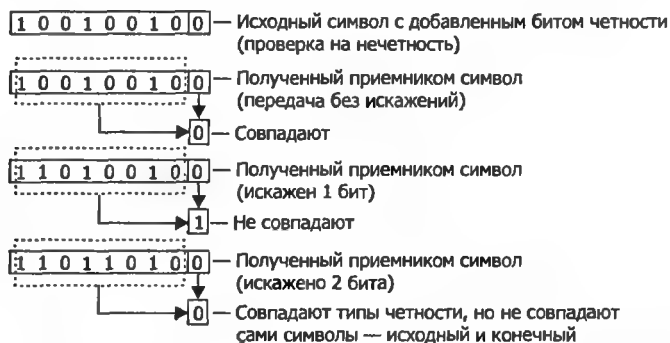 1 0 0 1 0 0 1 0 0 — Исходный символ с добавленным битом четности
(проверка на нечетность)
1 0 0 1 0 0 1 0 0 — Полученный приемником символ
(передача без искажений)
0 — Совпадают
1 1 0 1 0 0 1 0 0 — Полученный приемником символ
(искажен 1 бит)
1 — Не совпадают
1 1 0 1 1 0 1 0 0 — Полученный приемником символ
(искажено 2 бита)
0 — Совпадают типы четности, но не совпадают
сами символы — исходный и конечный